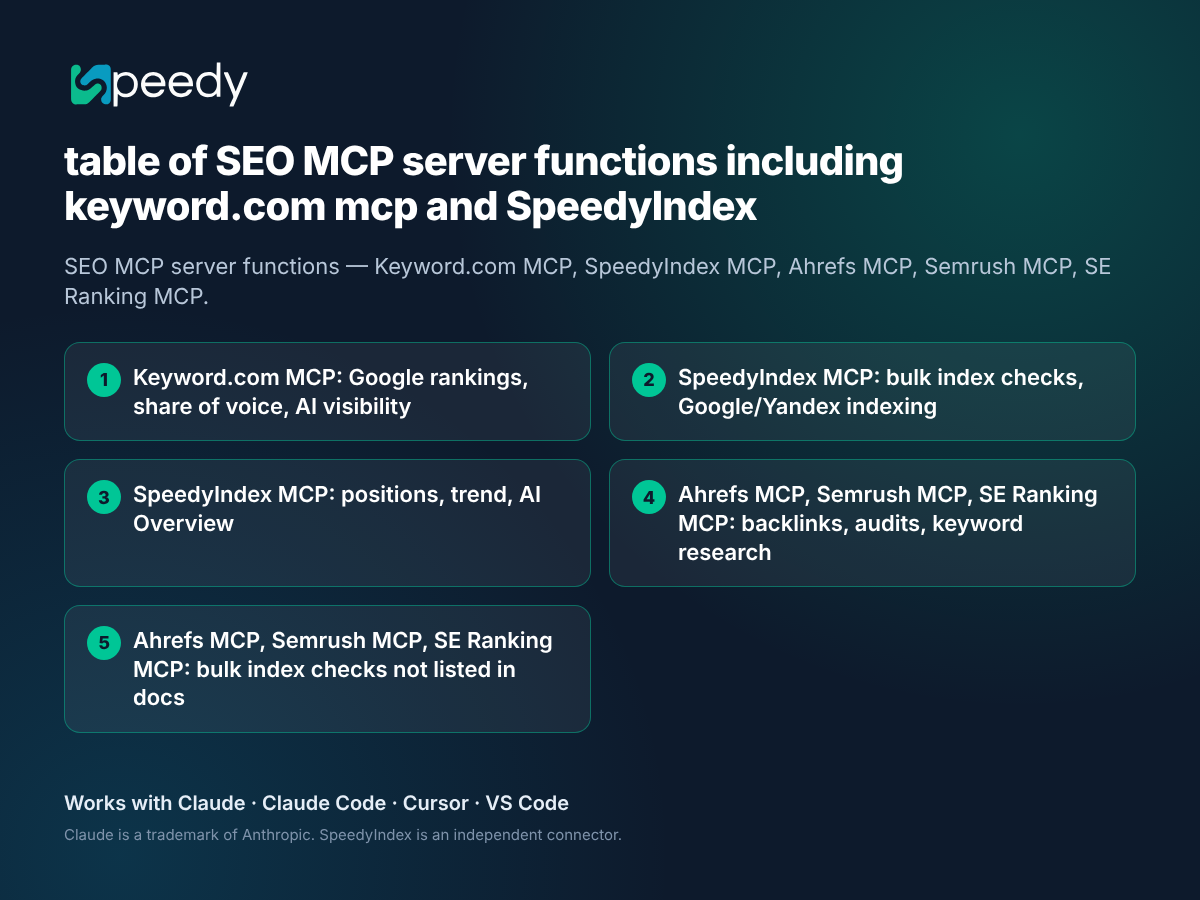 Speedy
table of SEO MCP server functions including
keyword.com mcp and SpeedyIndex
SEO MCP server functions — Keyword.com MCP, SpeedyIndex MCP, Ahrefs MCP, Semrush MCP, SE
Ranking MCP.
1
Keyword.com MCP: Google rankings,
share of voice, AI visibility
2
SpeedyIndex MCP: bulk index checks,
Google/Yandex indexing
3
SpeedyIndex MCP: positions, trend, AI
Overview
4
Ahrefs MCP, Semrush MCP, SE Ranking
MCP: backlinks, audits, keyword
research
5
Ahrefs MCP, Semrush MCP, SE Ranking
MCP: bulk index checks not listed in
docs
Works with Claude · Claude Code · Cursor · VS Code
Claude is a trademark of Anthropic. SpeedyIndex is an independent connector.